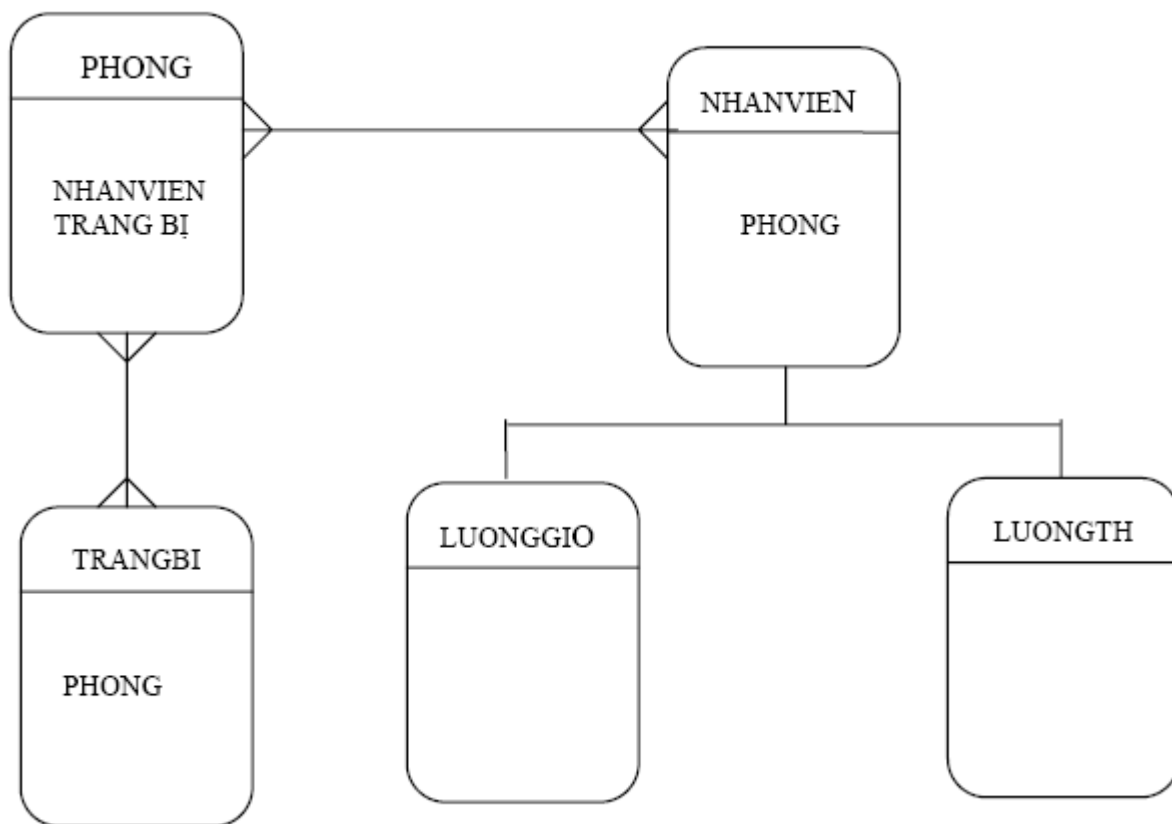 PHONG
NHANVIEN
TRANG BỊ
NHANVIEN
PHONG
TRANGBI
PHONG
LUONGGIO
LUONGTH